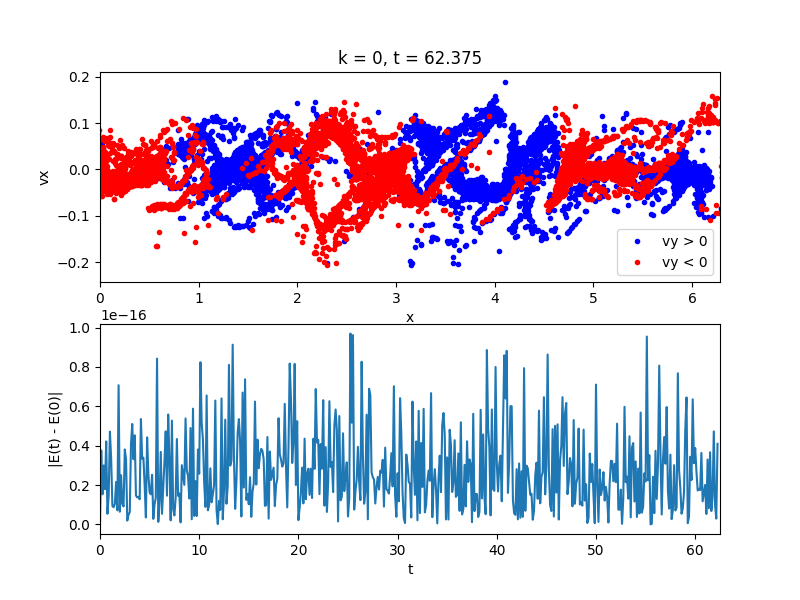 k = 0, t = 62.375
0.2
0.1
0.0
−0.1
−0.2
vx
vy > 0
vy < 0
0 1 2 3 4 5 6
x
1e−16
1.0
0.8
0.6
0.4
0.2
0.0
|E(t) - E(0)|
0 10 20 30 40 50 60
t